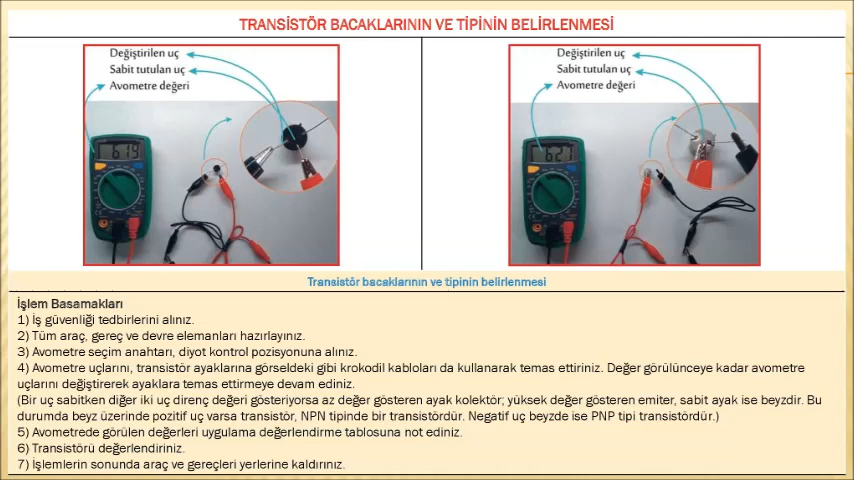 TRANSİSTÖR BACAKLARININ VE TİPİNİN BELİRLENMESİ
Değiştirilen uç
Sabit tutulan uç
Avometre değeri
619
Değiştirilen uç
Sabit tutulan uç
Avometre değeri
627
Transistör bacaklarının ve tipinin belirlenmesi
İşlem Basamakları
1) İş güvenliği tedbirlerini alınız.
2) Tüm araç, gereç ve devre elemanları hazırlayınız.
3) Avometre seçim anahtarı, diyot kontrol pozisyonuna alınız.
4) Avometre uçlarını, transistör ayaklarına görseldeki gibi krokodil kabloları da kullanarak temas ettiriniz. Değer görülünceye kadar avometre
uçlarını değiştirerek ayaklara temas ettirmeye devam ediniz.
(Bir uç sabitken diğer iki uç direnç değeri gösteriyorsa az değer gösteren ayak kolektör; yüksek değer gösteren emiter, sabit ayak ise beyzdir. Bu
durumda beyz üzerinde pozitif uç varsa transistör, NPN tipinde bir transistördür. Negatif uç beyzde ise PNP tipi transistördür.)
5) Avometrede görülen değerleri uygulama değerlendirme tablosuna not ediniz.
6) Transistörü değerlendiriniz.
7) İşlemlerin sonunda araç ve gereçleri yerlerine kaldırınız.